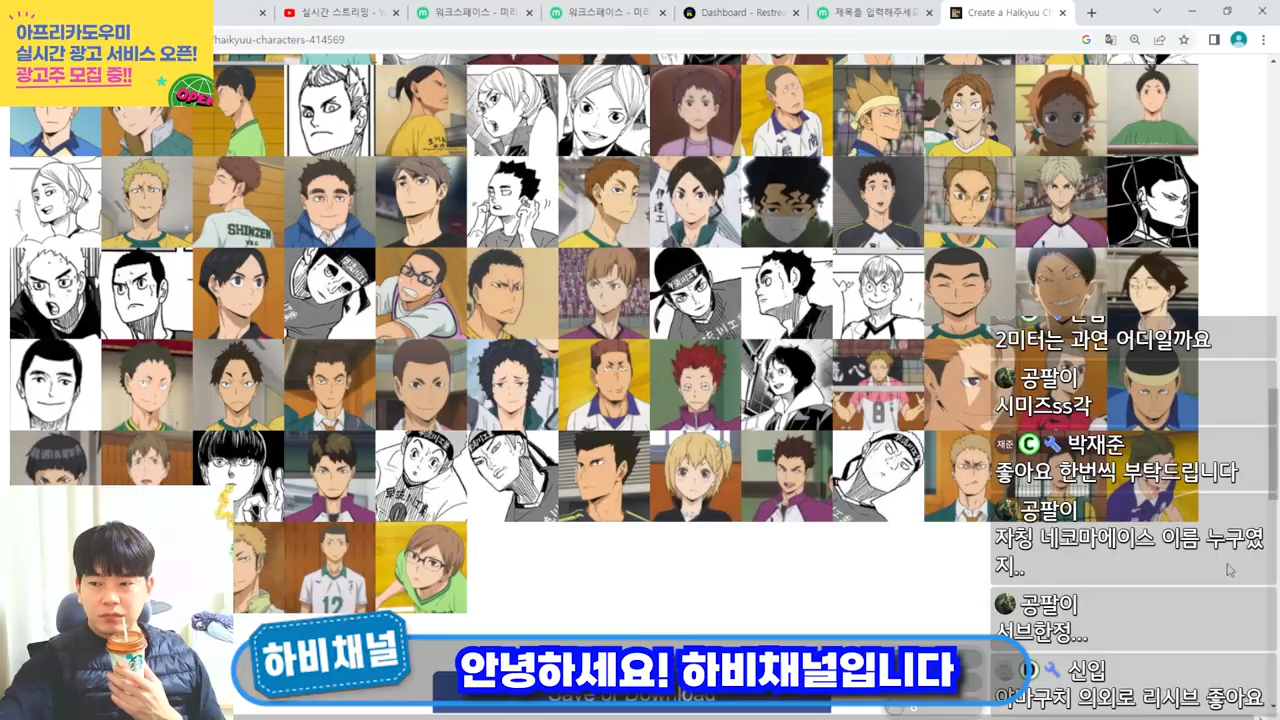 아프리카도우미
실시간 광고 서비스 오픈!
광고주 모집 중!!
OPEN
실시간 스트리밍 - Y
워크스페이스 - 미리
워크스페이스 - 미리
Dashboard - Restrea
제목을 입력해주세요
Create a Haikyuu Ch
haikyuu-characters-414569
SHINZEN
2미터는 과연 어디일까요
공팔이
시미즈ss각
재준 C 박재준
좋아요 한번씩 부탁드립니다
공팔이
자칭 네코마에이스 이름 누구였
지..
공팔이
서브한정...
신입
야마구치 의외로 리시브 좋아요
8
12
하비채널
안녕하세요! 하비채널입니다
Save or Download